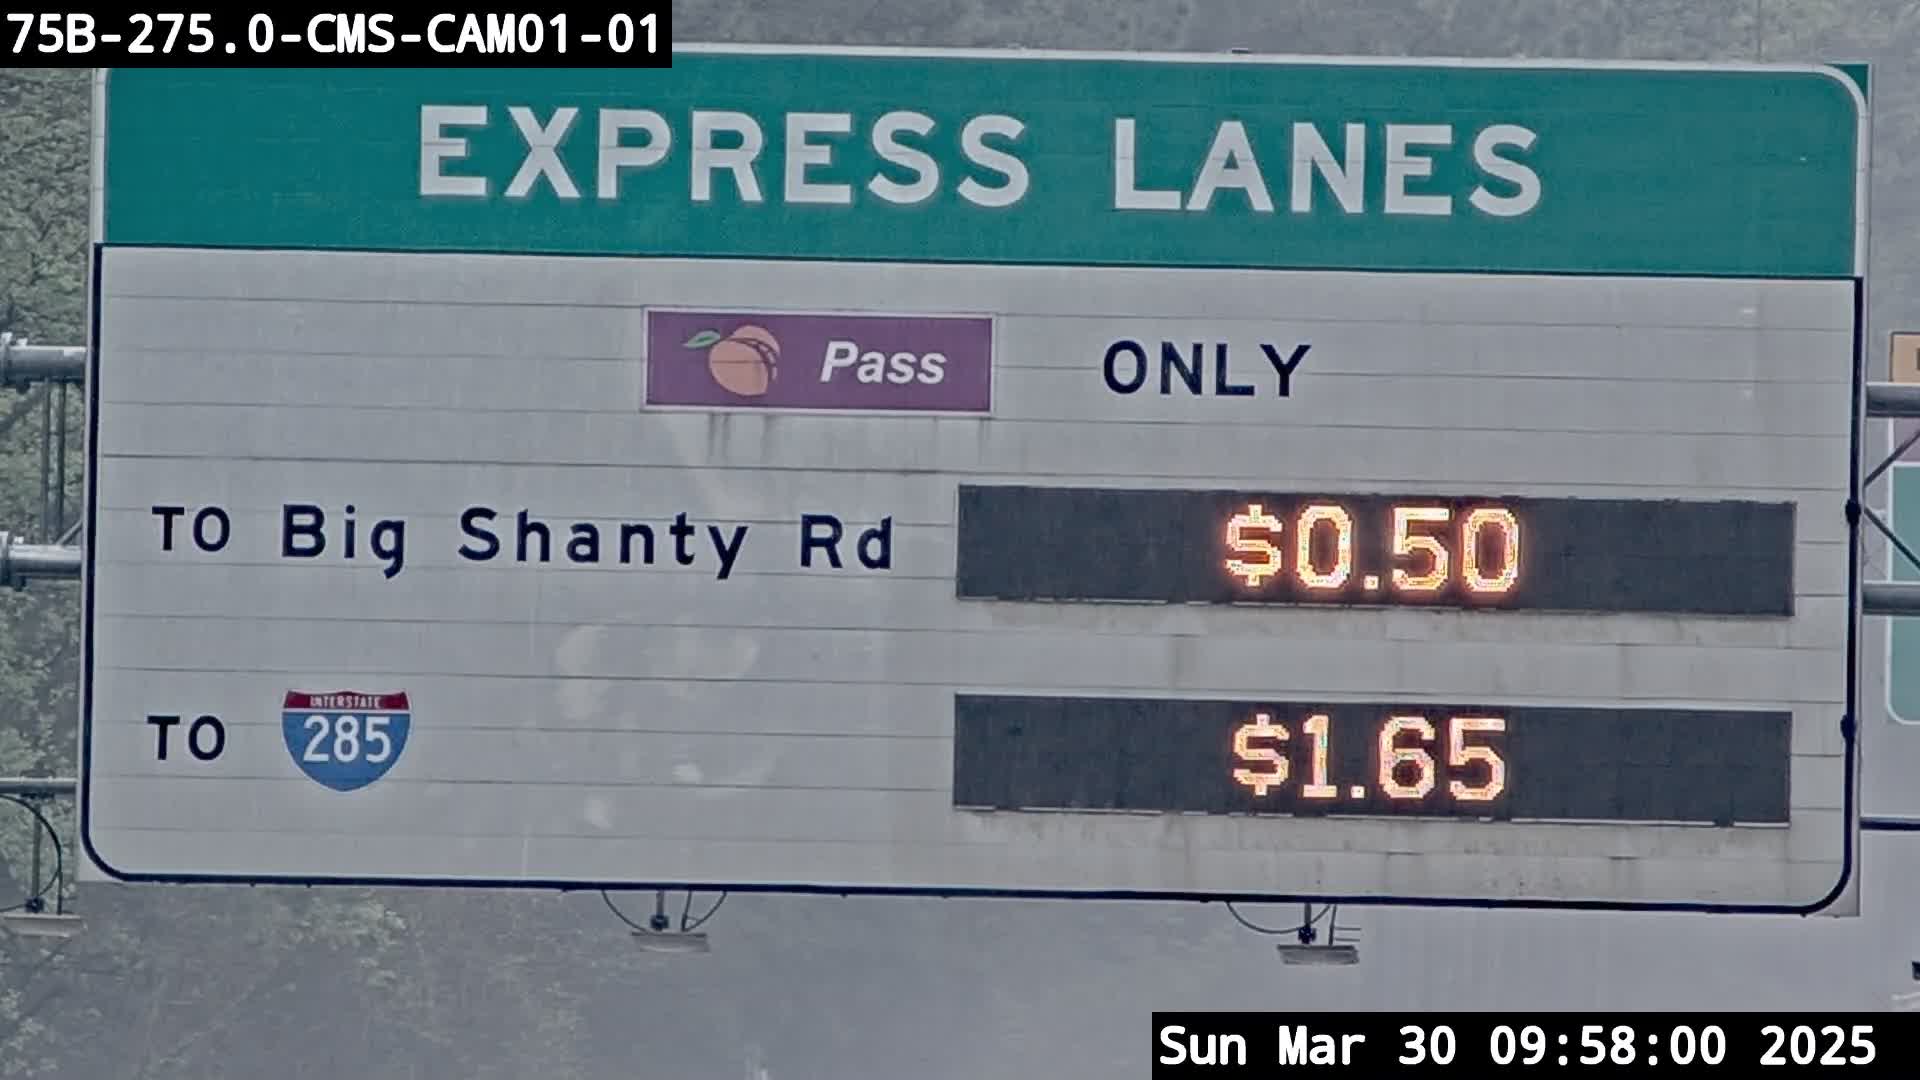 75B-275.0-CMS-CAM01-01
EXPRESS LANES
Pass ONLY
TO Big Shanty Rd $0.50
INTERSTATE
TO 285 $1.65
Sun Mar 30 09:58:00 2025